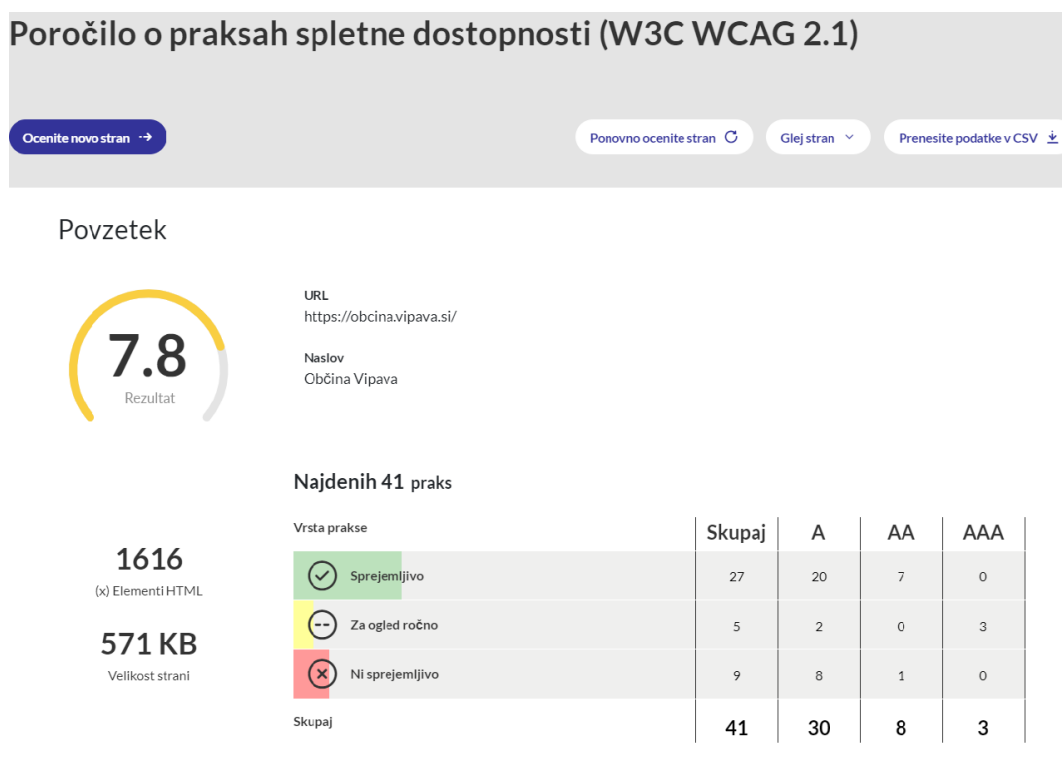 Poročilo o praksah spletne dostopnosti (W3C WCAG 2.1)
Ocenite novo stran
Ponovno ocenite stran
Glej stran
Prenesite podatke v CSV
Povzetek
7.8
Rezultat
URL
https://obcina.vipava.si/
Naslov
Občina Vipava
Najdenih 41 praks
1616
(x) Elementi HTML
571 KB
Velikost strani
Vrsta prakse Skupaj A AA AAA
Sprejemljivo 27 20 7 0
Za ogled ročno 5 2 0 3
Ni sprejemljivo 9 8 1 0
Skupaj 41 30 8 3